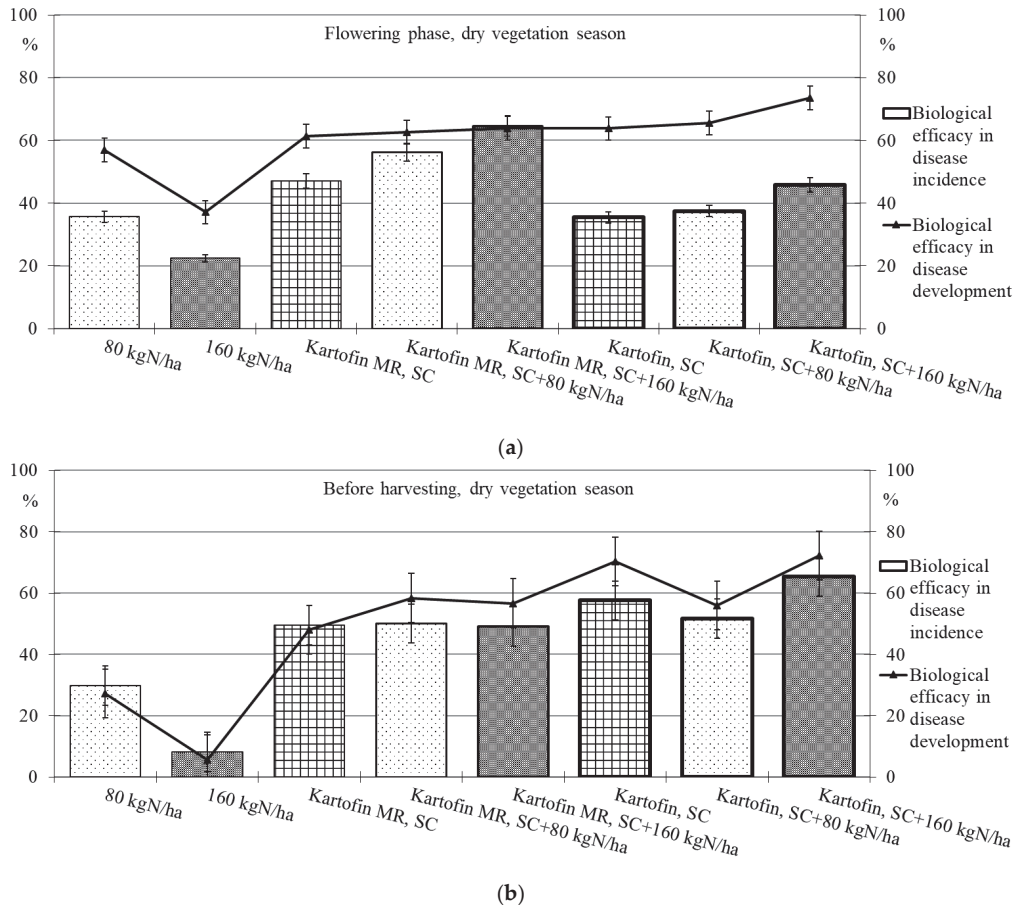 100
%
80
60
40
20
0
Flowering phase, dry vegetation season
100
%
80
60
40
20
0
Biological
efficacy in
disease
incidence
Biological
efficacy in
disease
development
80 kgN/ha
160 kgN/ha
Kartofin MR, SC
Kartofin MR, SC+80 kgN/ha
Kartofin MR, SC+160 kgN/ha
Kartofin, SC
Kartofin, SC+80 kgN/ha
Kartofin, SC+160 kgN/ha
(a)
100
%
80
60
40
20
0
Before harvesting, dry vegetation season
100
%
80
60
40
20
0
Biological
efficacy in
disease
incidence
Biological
efficacy in
disease
development
80 kgN/ha
160 kgN/ha
Kartofin MR, SC
Kartofin MR, SC+80 kgN/ha
Kartofin MR, SC+160 kgN/ha
Kartofin, SC
Kartofin, SC+80 kgN/ha
Kartofin, SC+160 kgN/ha
(b)